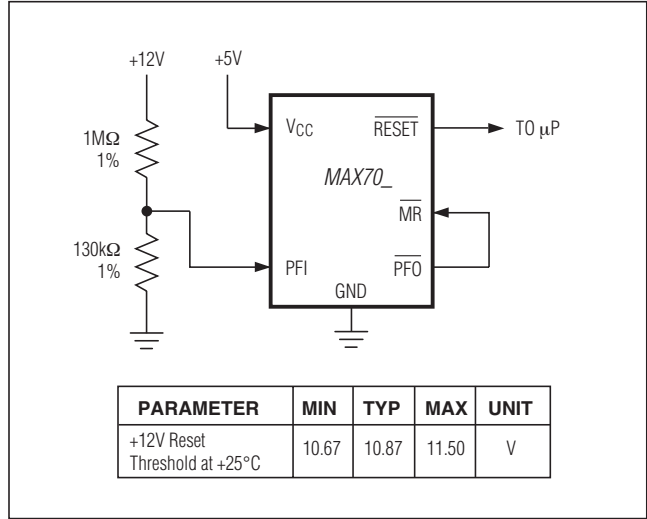 +12V
+5V
1MΩ
1%
130kΩ
1%
VCC
RESET
TO μP
MAX70_
MR
PFI
PFO
GND
PARAMETER MIN TYP MAX UNIT
+12V Reset
Threshold at +25°C 10.67 10.87 11.50 V